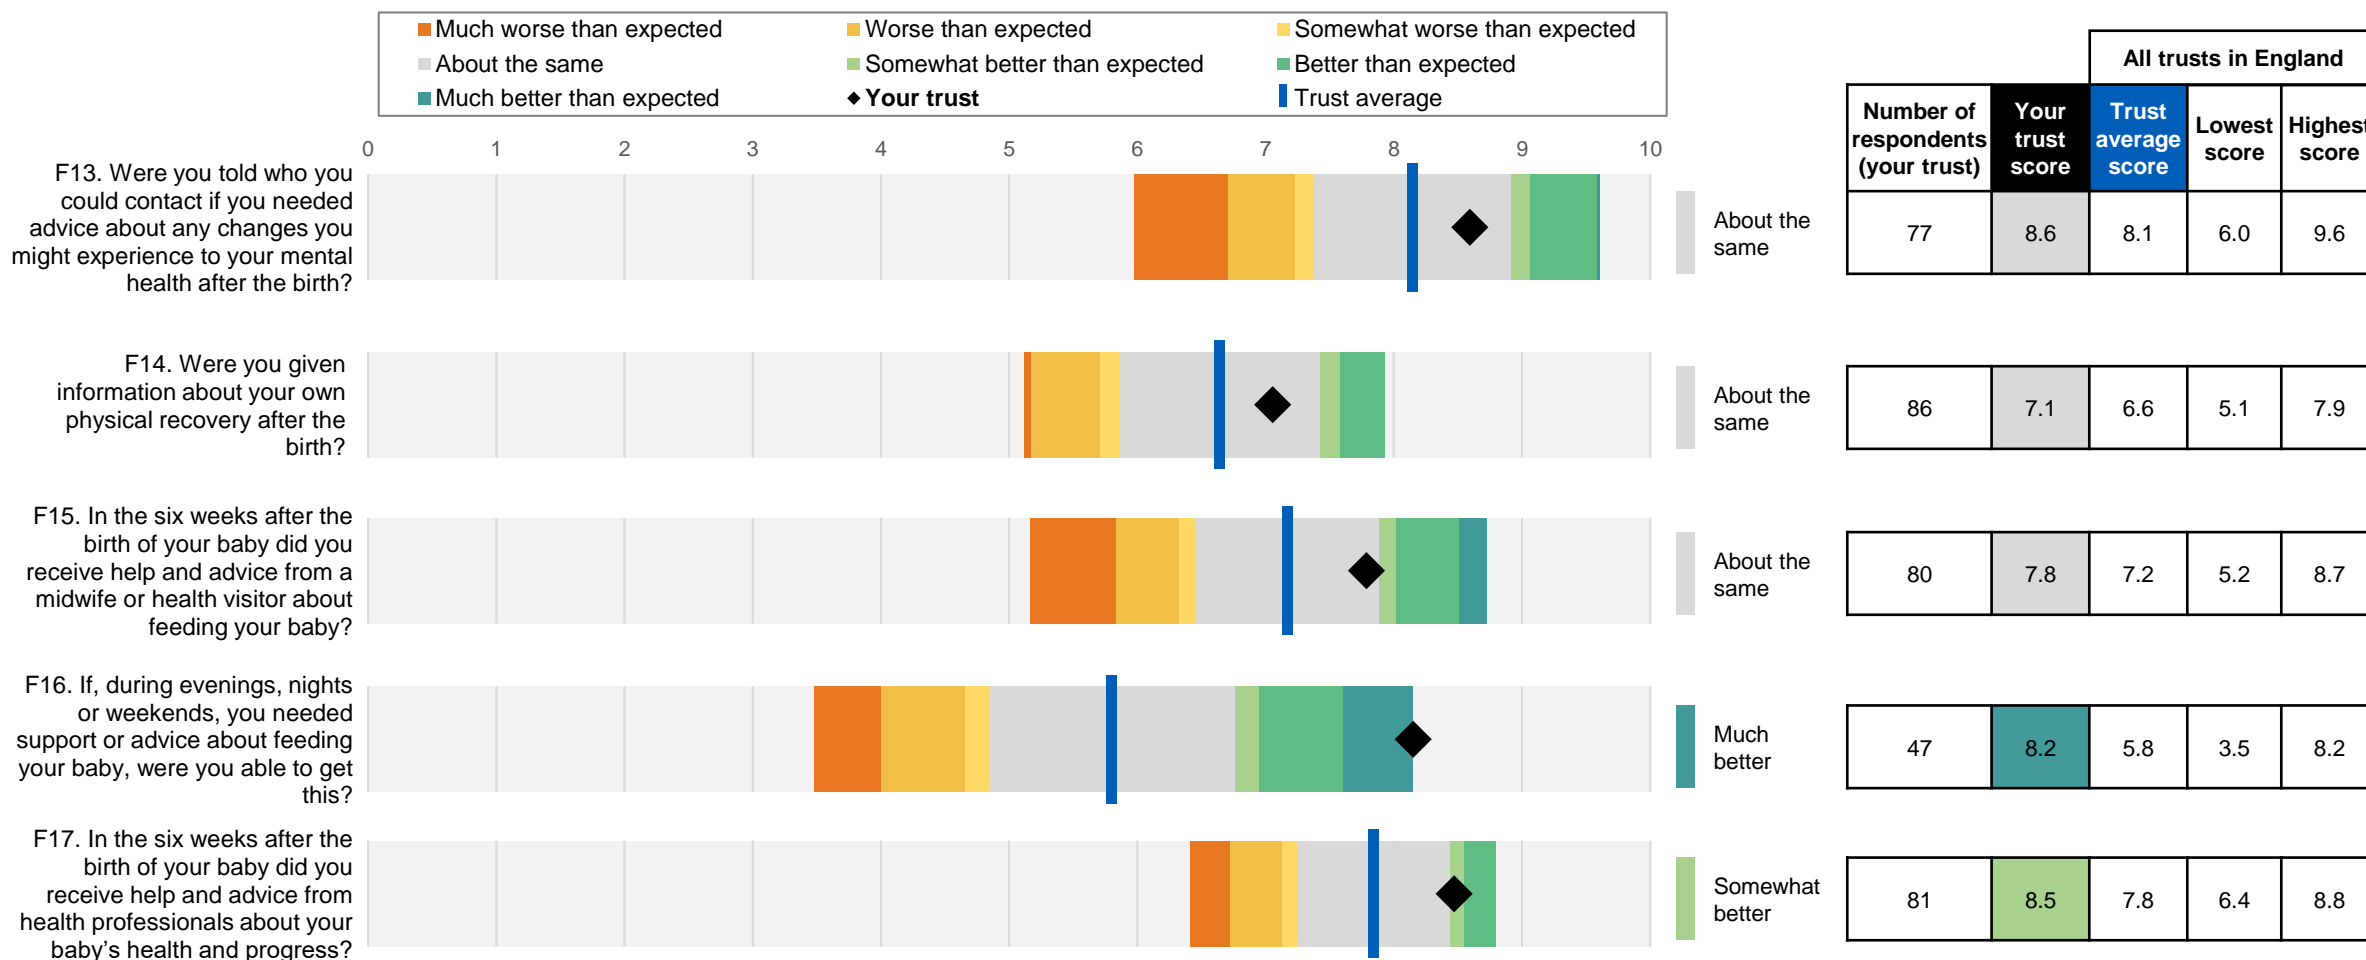 Much worse than expected
Worse than expected
Somewhat worse than expected
About the same
Somewhat better than expected
Better than expected
Much better than expected
Your trust
Trust average
All trusts in England
Number of respondents (your trust)
Your trust score
Trust average score
Lowest score
Highest score
0 1 2 3 4 5 6 7 8 9 10
F13. Were you told who you
could contact if you needed
advice about any changes you
might experience to your mental
health after the birth?
About the
same
77 8.6 8.1 6.0 9.6
F14. Were you given
information about your own
physical recovery after the
birth?
About the
same
86 7.1 6.6 5.1 7.9
F15. In the six weeks after the
birth of your baby did you
receive help and advice from a
midwife or health visitor about
feeding your baby?
About the
same
80 7.8 7.2 5.2 8.7
F16. If, during evenings, nights
or weekends, you needed
support or advice about feeding
your baby, were you able to get
this?
Much
better
47 8.2 5.8 3.5 8.2
F17. In the six weeks after the
birth of your baby did you
receive help and advice from
health professionals about your
baby’s health and progress?
Somewhat
better
81 8.5 7.8 6.4 8.8